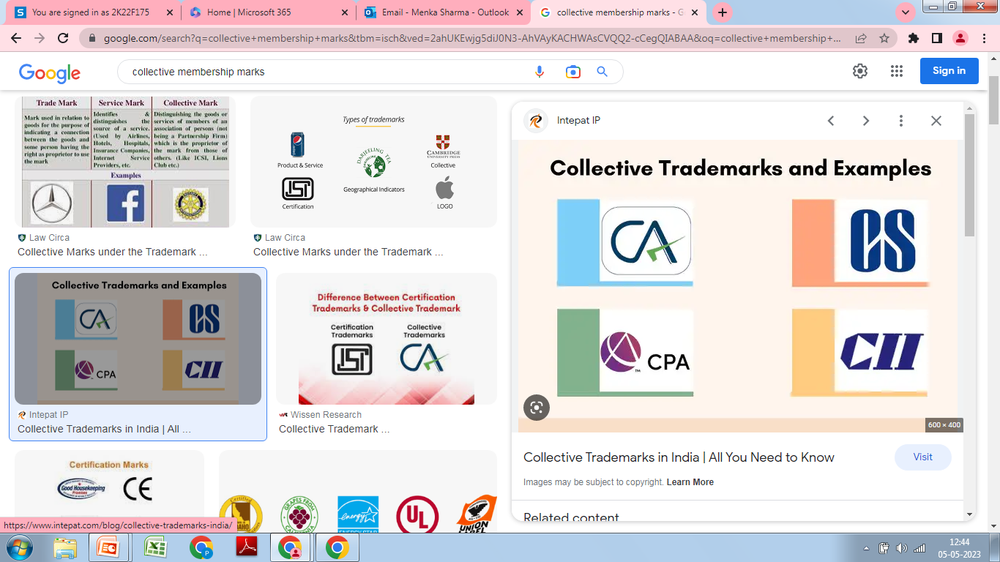 You are signed in as 2K22F175
Home | Microsoft 365
Email - Menka Sharma - Outlook
collective membership marks - G
google.com/search?q=collective+membership+marks&tbm=isch&ved=2ahUKEwjg5diJ0N3-AhVAyKACHWAsCVQQ2-cCegQIABAA&oq=collective+membership+...
Google
collective membership marks
Sign in
Trade Mark
Service Mark
Collective Mark
Mark used in relation to
goods for the purpose of
indicating a connection
between the goods and
some person having the
right as proprietor to use
the mark
Identifies &
distinguishes the
source of a service.
(Used by Airlines,
Hotels, Hospitals,
Insurance Companies,
Internet Service
Providers, etc.
Distinguishing the goods or
services of members of an
association of persons (not
being a Partnership Firm)
which is the proprietor of
the mark from those of
others. (Like ICSI, Lions
Club etc.)
Examples
Law Circa
Collective Marks under the Trademark ...
Types of trademarks
Product & Service
DARJEELING TEA
Geographical Indicators
CAMBRIDGE
UNIVERSITY PRESS
Collective
Certification
LOGO
Law Circa
Collective Marks under the Trademark ...
Collective Trademarks and Examples
CA
CS
CPA
CII
Intepat IP
Collective Trademarks in India | All ...
Difference Between Certification
Trademarks & Collective Trademark
Certification
Trademarks
Collective
Trademarks
CA
Wissen Research
Collective Trademark ...
Certification Marks
Good Housekeeping
CE
Certified
IDAHO
GRAPES FROM
CALIFORNIA
energy
ENERGY STAR
UL
UNION
LABEL
Intepat IP
Collective Trademarks and Examples
CA
CS
CPA
TM
CII
600 × 400
Collective Trademarks in India | All You Need to Know
Visit
Images may be subject to copyright. Learn More
Related content
https://www.intepat.com/blog/collective-trademarks-india/
P
12:44
05-05-2023